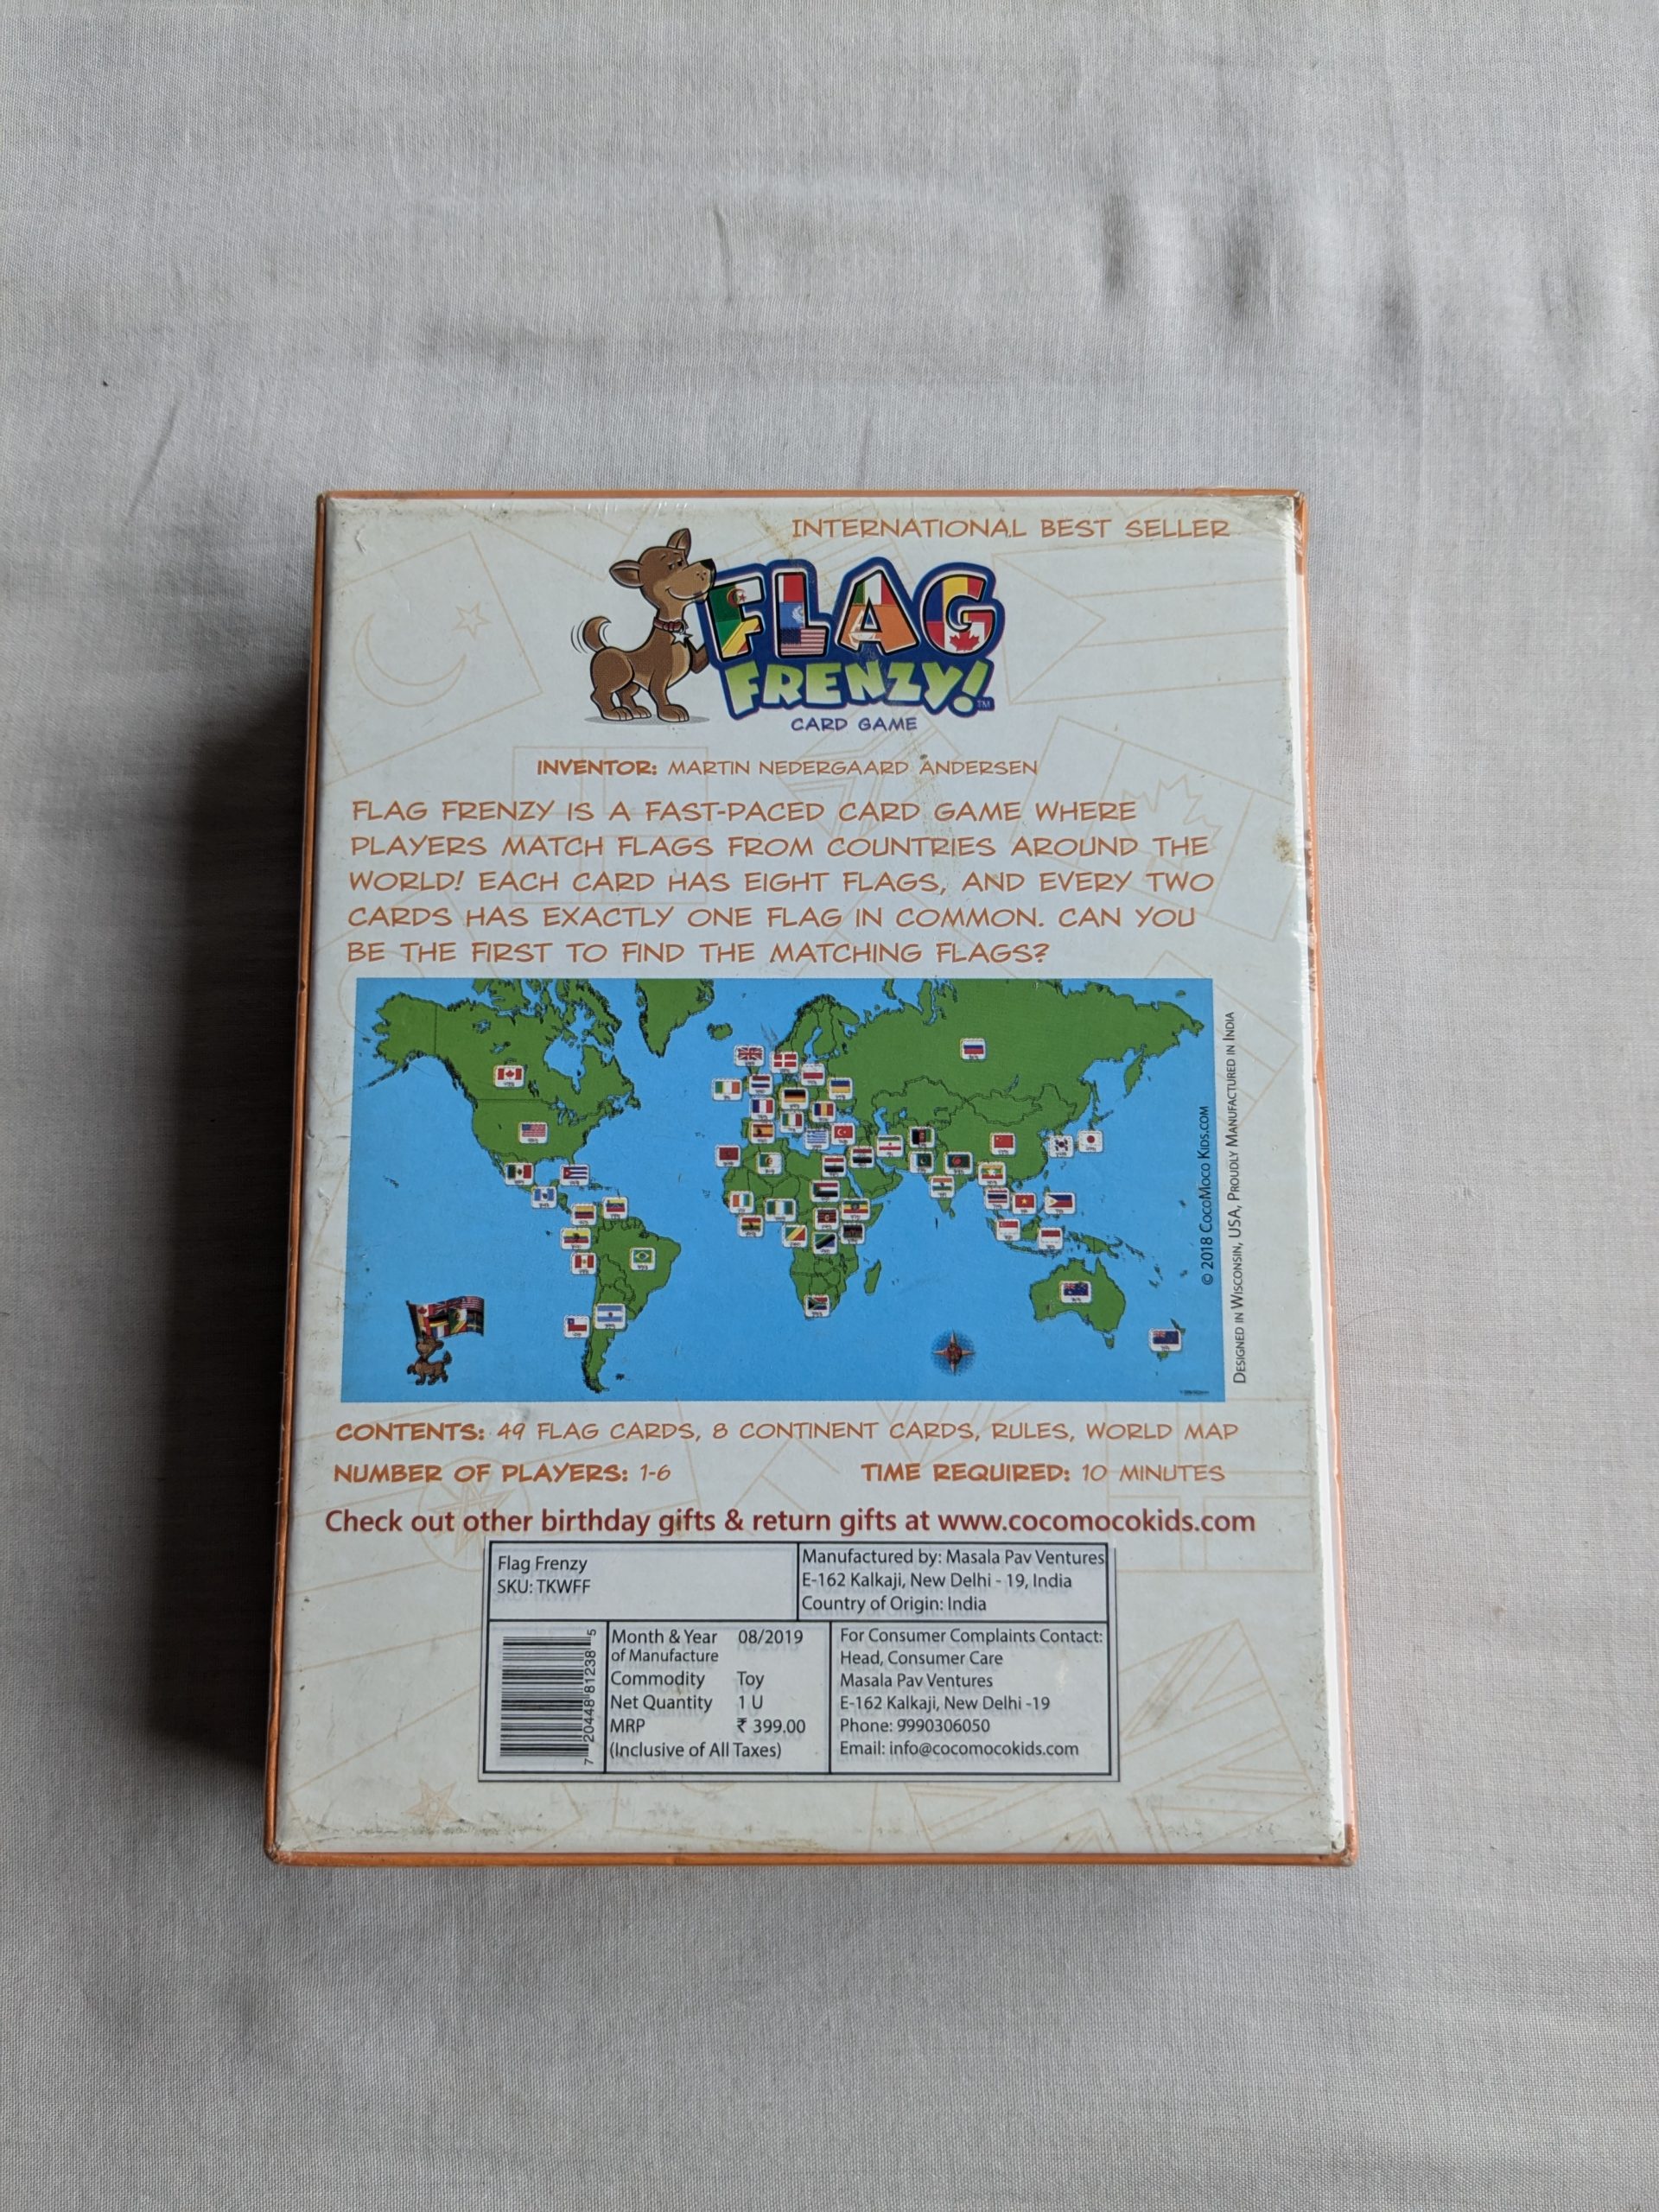 INTERNATIONAL BEST SELLER
FLAG
FRENZY!™
CARD GAME
INVENTOR: MARTIN NEDERGAARD ANDERSEN
FLAG FRENZY IS A FAST-PACED CARD GAME WHERE
PLAYERS MATCH FLAGS FROM COUNTRIES AROUND THE
WORLD! EACH CARD HAS EIGHT FLAGS, AND EVERY TWO
CARDS HAS EXACTLY ONE FLAG IN COMMON. CAN YOU
BE THE FIRST TO FIND THE MATCHING FLAGS?
© 2018 COCOMOCO KIDS.COM
DESIGNED IN WISCONSIN, USA, PROUDLY MANUFACTURED IN INDIA
CONTENTS: 49 FLAG CARDS, 8 CONTINENT CARDS, RULES, WORLD MAP
NUMBER OF PLAYERS: 1-6 TIME REQUIRED: 10 MINUTES
Check out other birthday gifts & return gifts at www.cocomocokids.com
Flag Frenzy
SKU: TKWFF
Manufactured by: Masala Pav Ventures
E-162 Kalkaji, New Delhi - 19, India
Country of Origin: India
7 20448 81238 5
Month & Year 08/2019
of Manufacture
Commodity Toy
Net Quantity 1 U
MRP ₹ 399.00
(Inclusive of All Taxes)
For Consumer Complaints Contact:
Head, Consumer Care
Masala Pav Ventures
E-162 Kalkaji, New Delhi -19
Phone: 9990306050
Email: info@cocomocokids.com